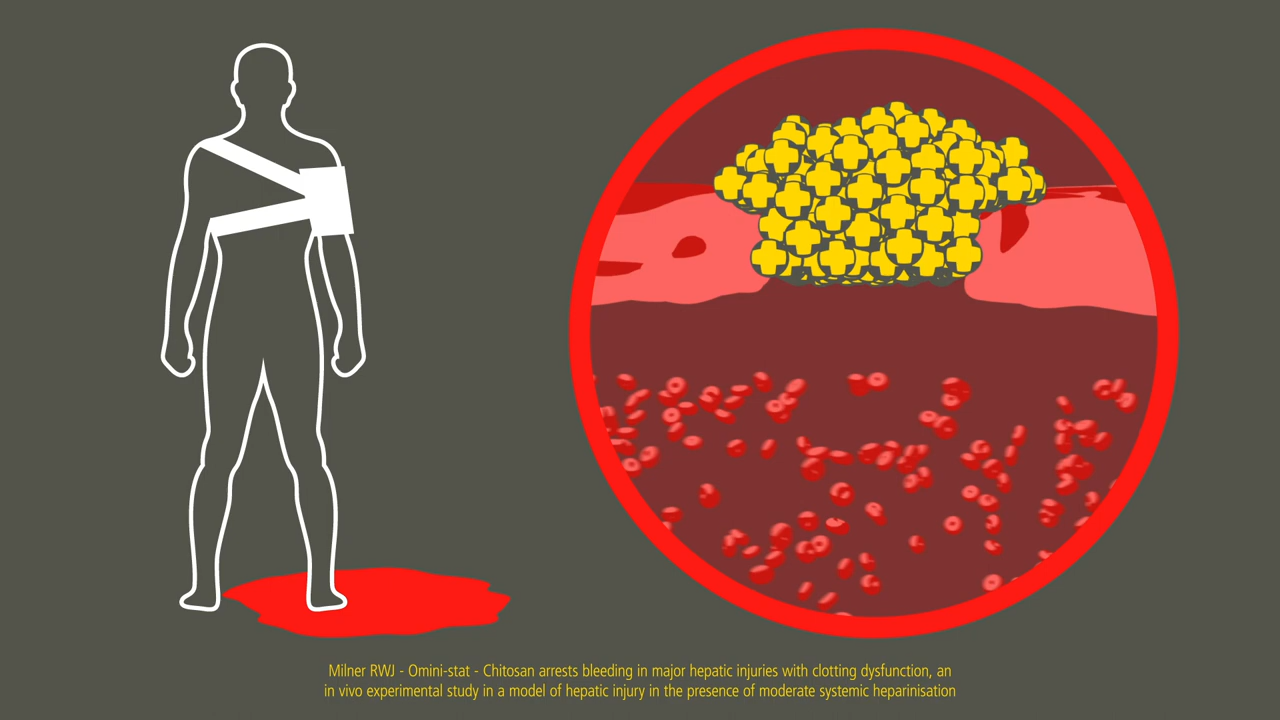 Milner RWJ - Omini-stat - Chitosan arrests bleeding in major hepatic injuries with clotting dysfunction, an
in vivo experimental study in a model of hepatic injury in the presence of moderate systemic heparinisation